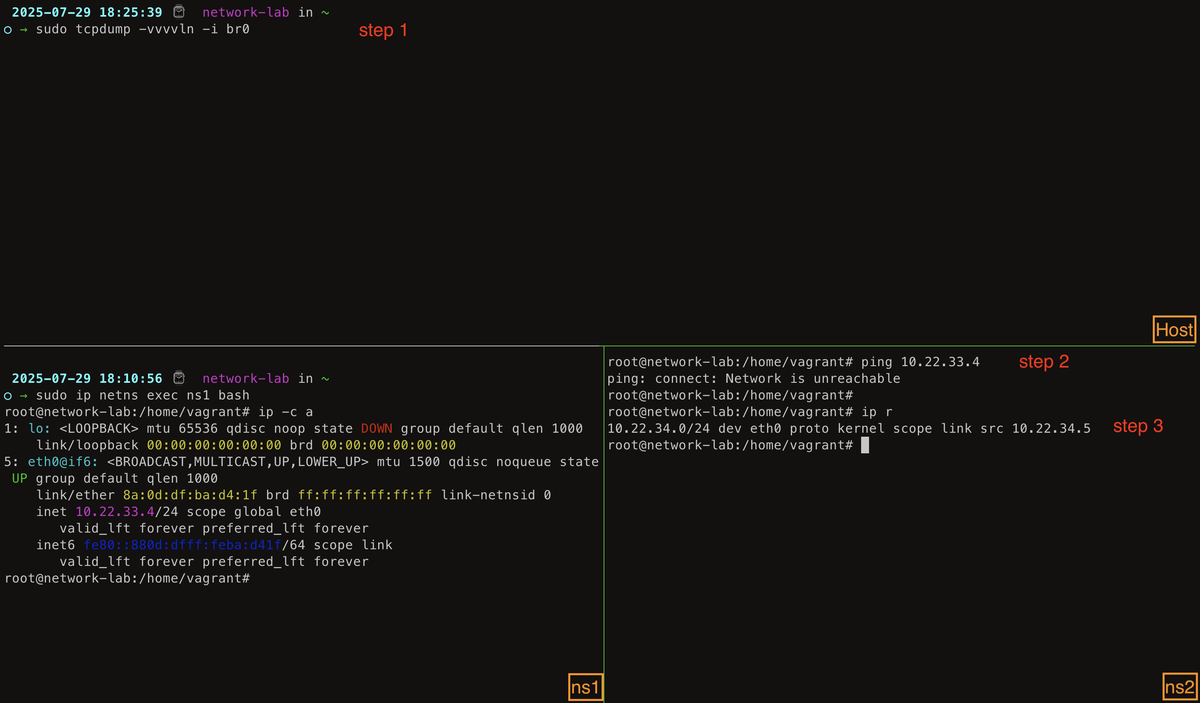 2025-07-29 18:25:39 network-lab in ~
○ → sudo tcpdump -vvvvln -i br0
step 1
Host
2025-07-29 18:10:56 network-lab in ~
○ → sudo ip netns exec ns1 bash
root@network-lab:/home/vagrant# ip -c a
1: lo: <LOOPBACK> mtu 65536 qdisc noop state DOWN group default qlen 1000
link/loopback 00:00:00:00:00:00 brd 00:00:00:00:00:00
5: eth0@if6: <BROADCAST,MULTICAST,UP,LOWER_UP> mtu 1500 qdisc noqueue state
UP group default qlen 1000
link/ether 8a:0d:df:ba:d4:1f brd ff:ff:ff:ff:ff:ff link-netnsid 0
inet 10.22.33.4/24 scope global eth0
valid_lft forever preferred_lft forever
inet6 fe80::880d:dfff:feba:d41f/64 scope link
valid_lft forever preferred_lft forever
root@network-lab:/home/vagrant#
ns1
root@network-lab:/home/vagrant# ping 10.22.33.4
step 2
ping: connect: Network is unreachable
root@network-lab:/home/vagrant#
root@network-lab:/home/vagrant# ip r
10.22.34.0/24 dev eth0 proto kernel scope link src 10.22.34.5
step 3
root@network-lab:/home/vagrant#
ns2